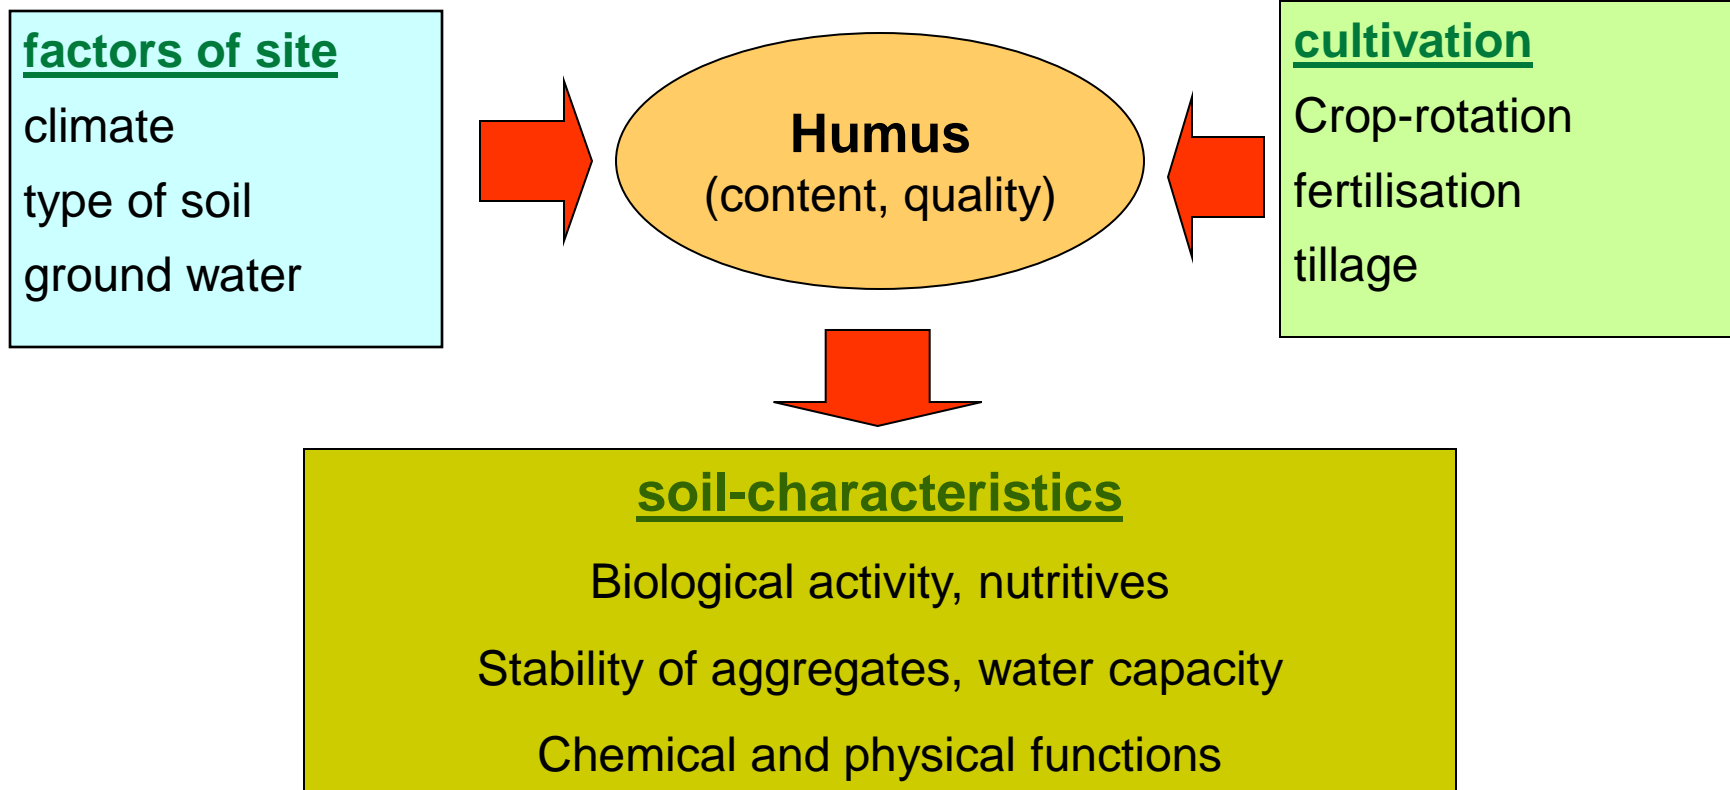 factors of site
climate
type of soil
ground water
Humus
(content, quality)
cultivation
Crop-rotation
fertilisation
tillage
soil-characteristics
Biological activity, nutritives
Stability of aggregates, water capacity
Chemical and physical functions